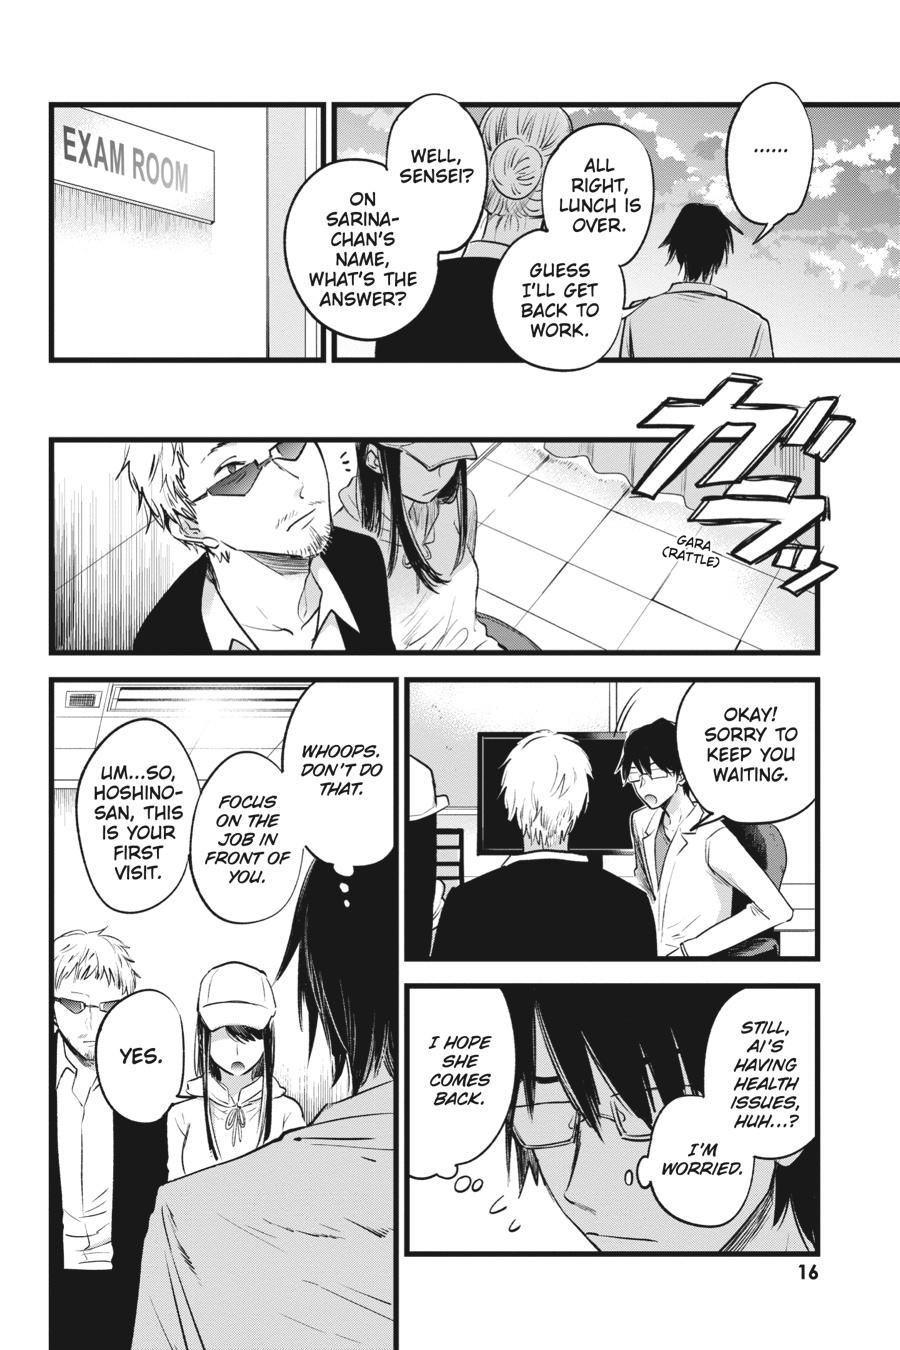 ......
ALL
RIGHT,
LUNCH IS
OVER.
GUESS
I'LL GET
BACK TO
WORK.
WELL,
SENSEI?
ON
SARINA-
CHAN'S
NAME,
WHAT'S THE
ANSWER?
EXAM ROOM
ガラッ
GARA
(RATTLE)
OKAY!
SORRY TO
KEEP YOU
WAITING.
STILL,
AI'S
HAVING
HEALTH
ISSUES,
HUH...?
I'M
WORRIED.
I HOPE
SHE
COMES
BACK.
WHOOPS.
DON'T DO
THAT.
FOCUS
ON THE
JOB IN
FRONT OF
YOU.
UM...SO,
HOSHINO-
SAN, THIS
IS YOUR
FIRST
VISIT.
YES.
16